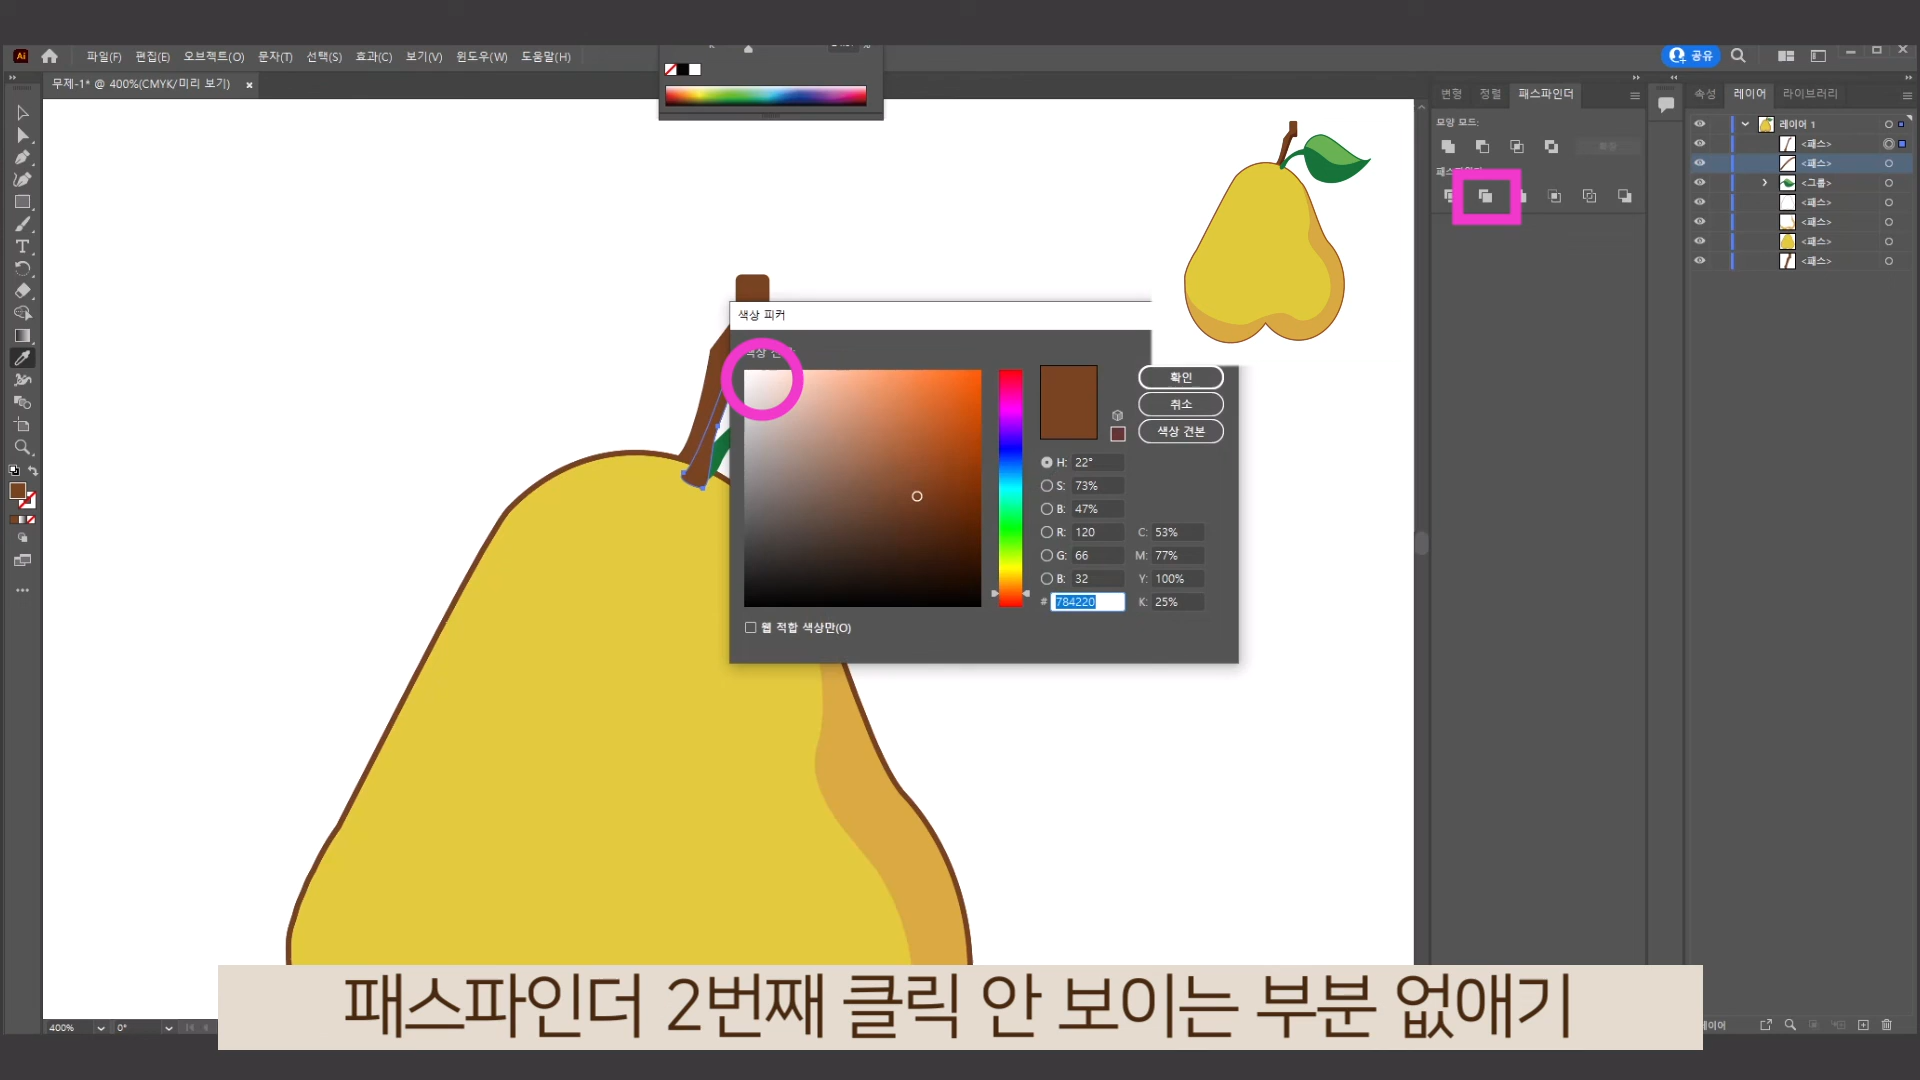 Ai 파일(F) 편집(E) 오브젝트(O) 문자(T) 선택(S) 효과(C) 보기(V) 윈도우(W) 도움말(H)
공유
무제-1* @ 400%(CMYK/미리 보기) ×
변형 정렬 패스파인더
모양 모드:
확장
속성 레이어 라이브러리
레이어 1
<패스>
<패스>
<그룹>
<패스>
<패스>
<패스>
<패스>
색상 피커
확인
취소
색상 견본
H: 22°
S: 73%
B: 47%
R: 120
G: 66
B: 32
# 784220
C: 53%
M: 77%
Y: 100%
K: 25%
웹 적합 색상만(O)
패스파인더 2번째 클릭 안 보이는 부분 없애기
400% 0°